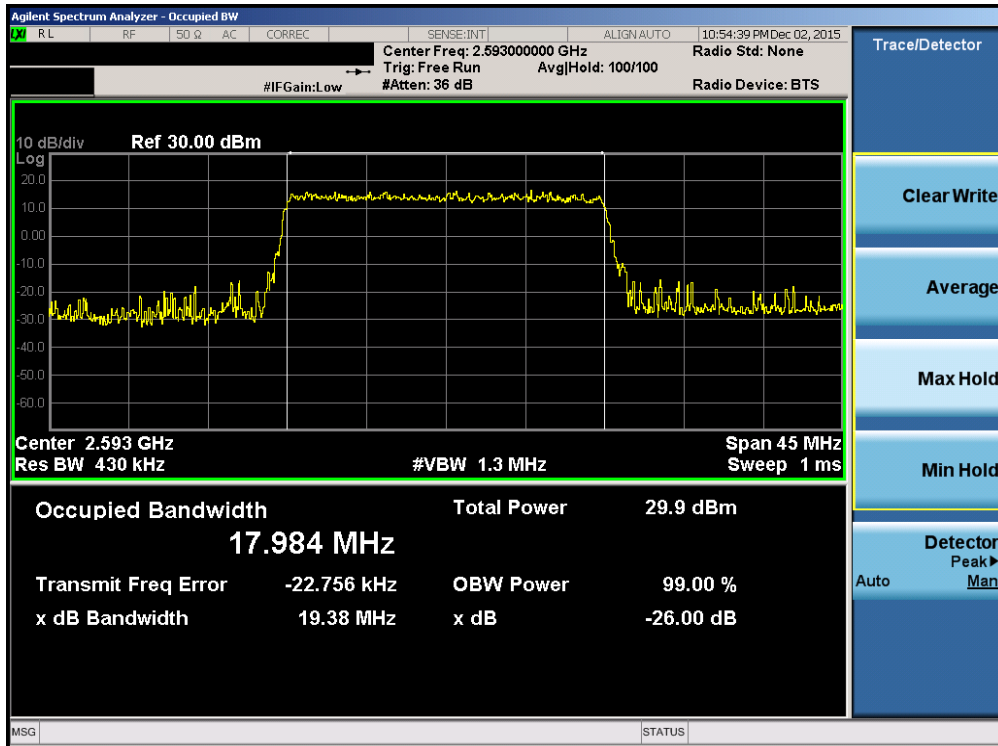 Agilent Spectrum Analyzer - Occupied BW
LXI RL RF 50 Ω AC CORREC SENSE:INT ALIGN AUTO 10:54:39 PM Dec 02, 2015
Center Freq: 2.593000000 GHz Radio Std: None
Trig: Free Run Avg|Hold: 100/100
#IFGain:Low #Atten: 36 dB Radio Device: BTS
10 dB/div Ref 30.00 dBm
Log
20.0
10.0
0.00
-10.0
-20.0
-30.0
-40.0
-50.0
-60.0
Center 2.593 GHz Span 45 MHz
Res BW 430 kHz #VBW 1.3 MHz Sweep 1 ms
Occupied Bandwidth Total Power 29.9 dBm
17.984 MHz
Transmit Freq Error -22.756 kHz OBW Power 99.00 %
x dB Bandwidth 19.38 MHz x dB -26.00 dB
MSG STATUS
Trace/Detector
Clear Write
Average
Max Hold
Min Hold
Detector
Peak▶
Auto Man